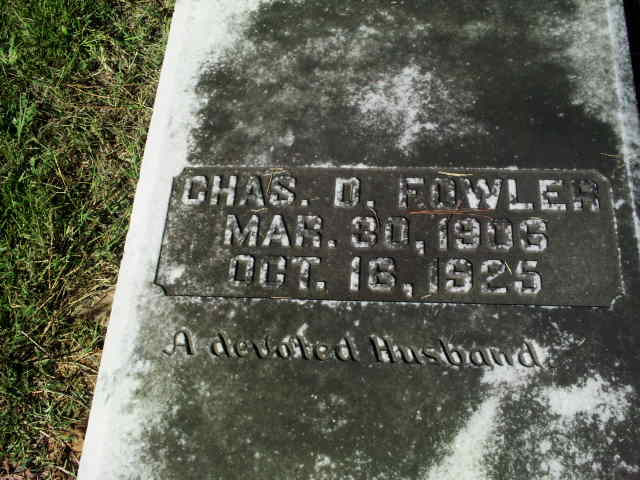 CHAS. D. FOWLER
MAR. 30, 1906
OCT. 16, 1925
A devoted Husband.